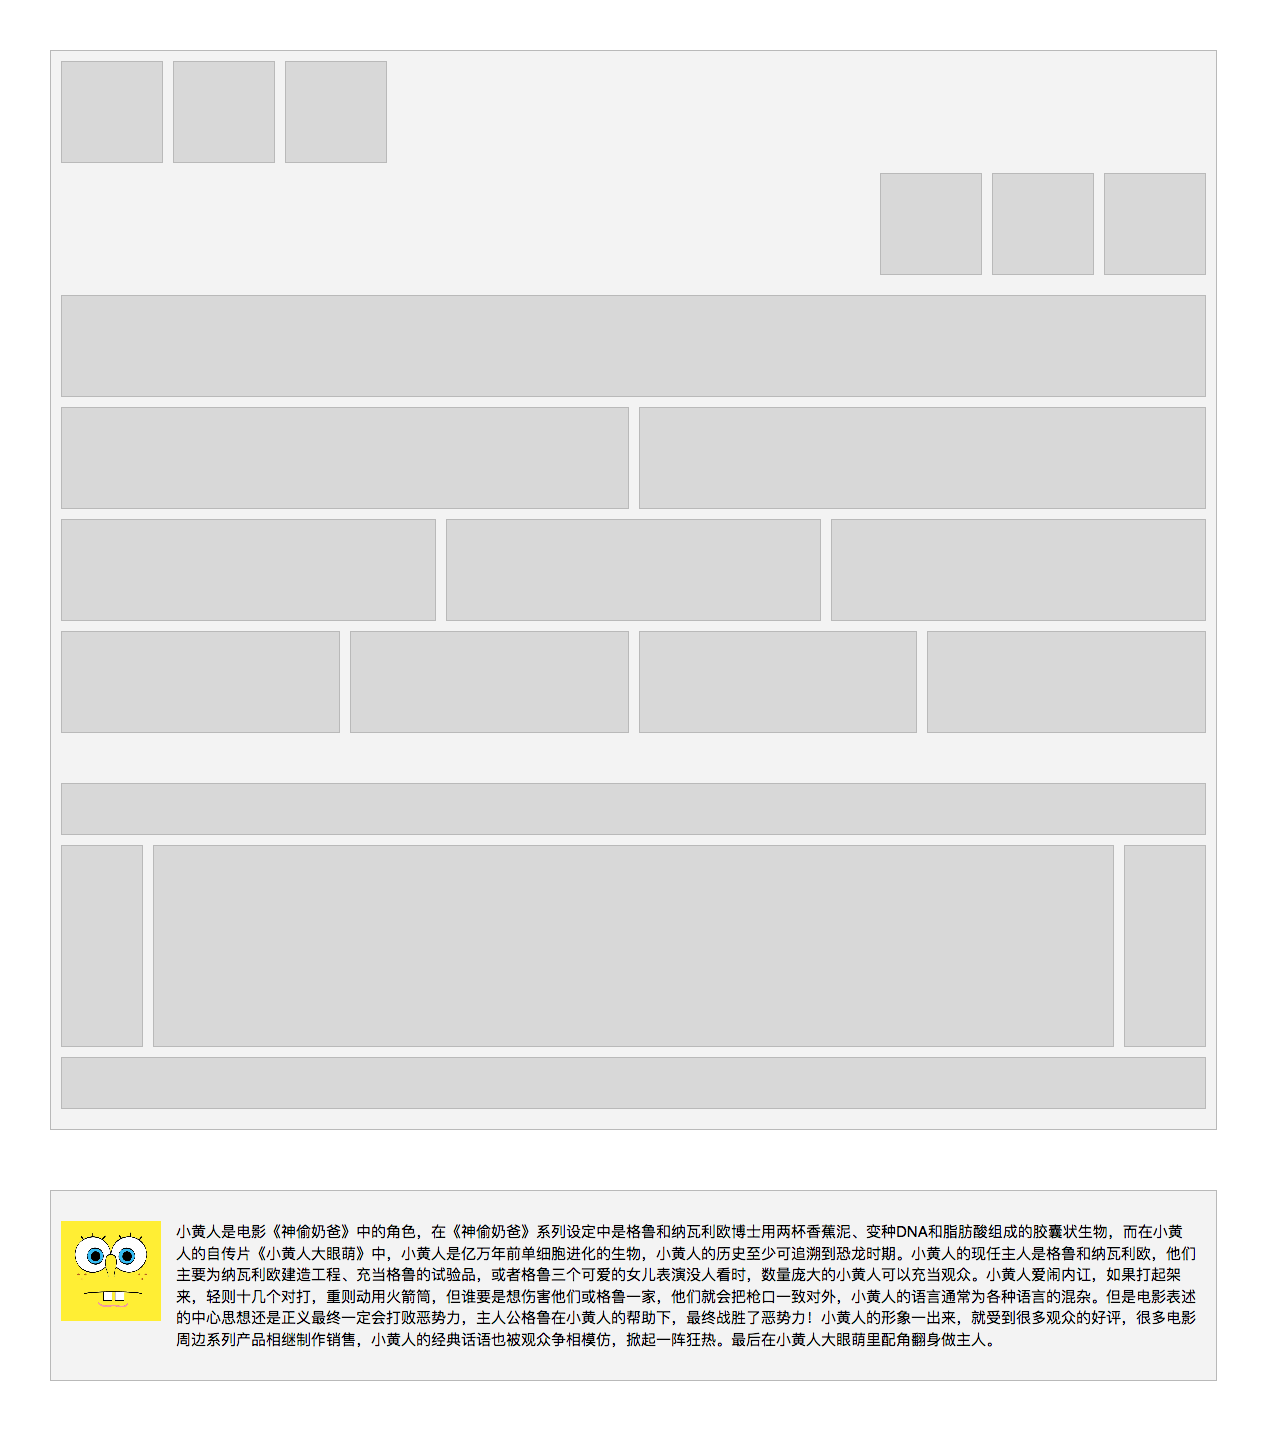 小黄人是电影《神偷奶爸》中的角色，在《神偷奶爸》系列设定中是格鲁和纳瓦利欧博士用两杯香蕉泥、变种DNA和脂肪酸组成的胶囊状生物，而在小黄
人的自传片《小黄人大眼萌》中，小黄人是亿万年前单细胞进化的生物，小黄人的历史至少可追溯到恐龙时期。小黄人的现任主人是格鲁和纳瓦利欧，他们
主要为纳瓦利欧建造工程、充当格鲁的试验品，或者格鲁三个可爱的女儿表演没人看时，数量庞大的小黄人可以充当观众。小黄人爱闹内讧，如果打起架
来，轻则十几个对打，重则动用火箭筒，但谁要是想伤害他们或格鲁一家，他们就会把枪口一致对外，小黄人的语言通常为各种语言的混杂。但是电影表述
的中心思想还是正义最终一定会打败恶势力，主人公格鲁在小黄人的帮助下，最终战胜了恶势力！小黄人的形象一出来，就受到很多观众的好评，很多电影
周边系列产品相继制作销售，小黄人的经典话语也被观众争相模仿，掀起一阵狂热。最后在小黄人大眼萌里配角翻身做主人。